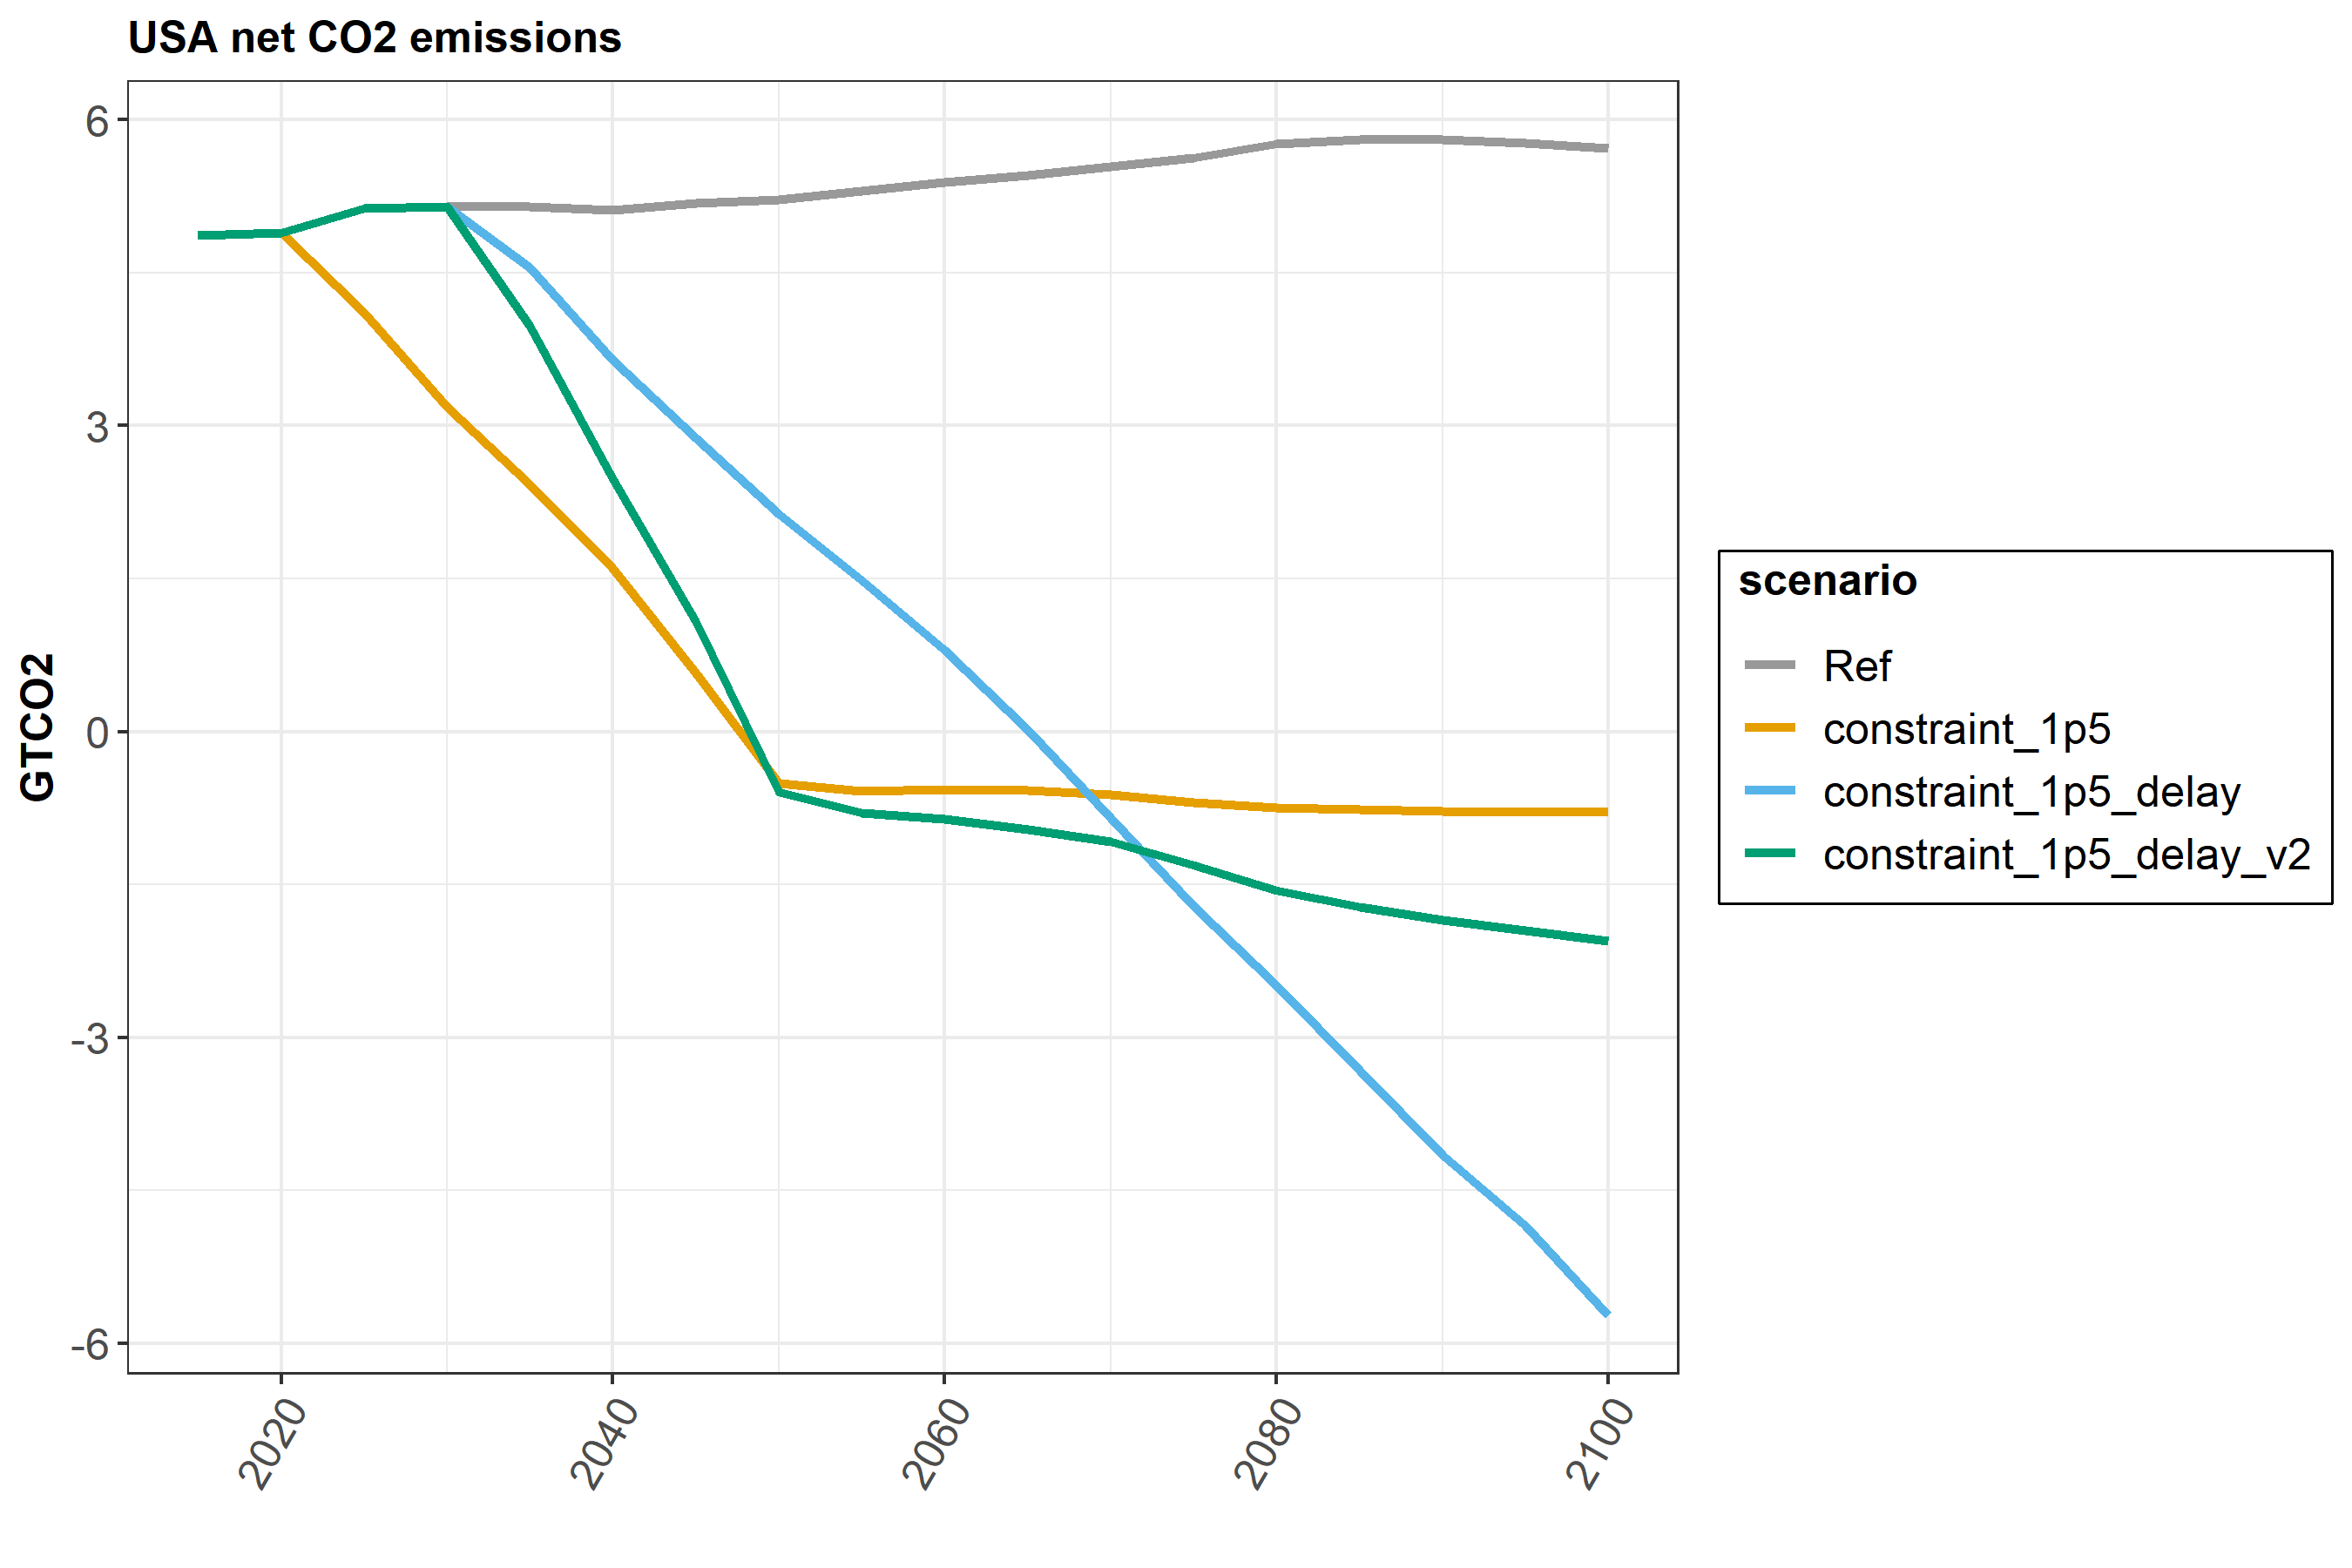 USA net CO2 emissions
GTCO2
6
3
0
-3
-6
2020
2040
2060
2080
2100
scenario
Ref
constraint_1p5
constraint_1p5_delay
constraint_1p5_delay_v2